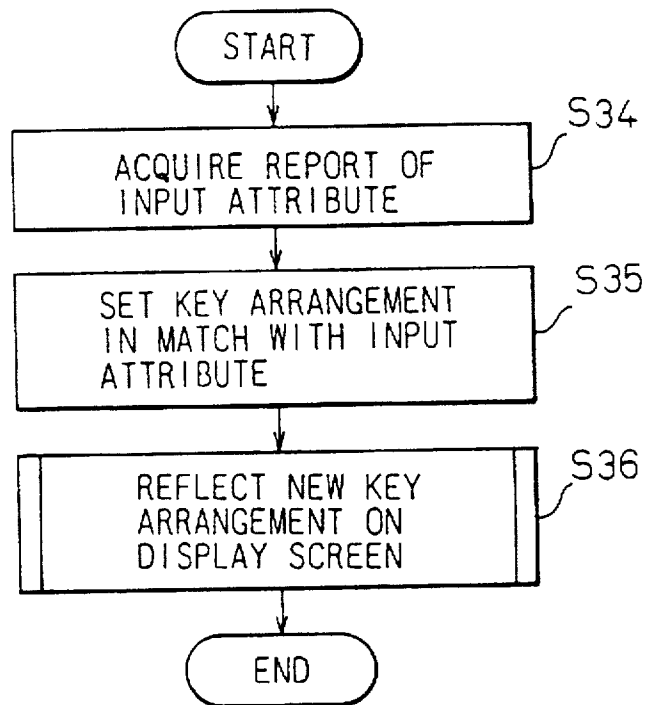 START
S34
ACQUIRE REPORT OF
INPUT ATTRIBUTE
S35
SET KEY ARRANGEMENT
IN MATCH WITH INPUT
ATTRIBUTE
S36
REFLECT NEW KEY
ARRANGEMENT ON
DISPLAY SCREEN
END